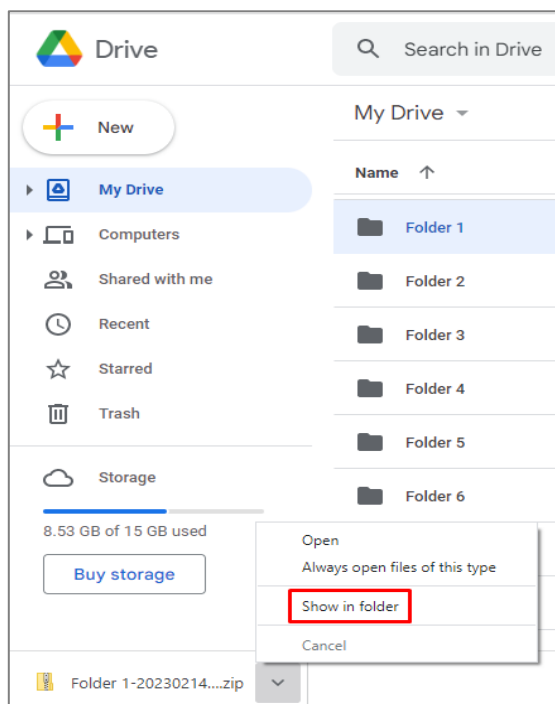 Drive
Search in Drive
New
My Drive
Name
My Drive
Computers
Shared with me
Recent
Starred
Trash
Storage
8.53 GB of 15 GB used
Buy storage
Folder 1
Folder 2
Folder 3
Folder 4
Folder 5
Folder 6
Open
Always open files of this type
Show in folder
Cancel
Folder 1-20230214....zip